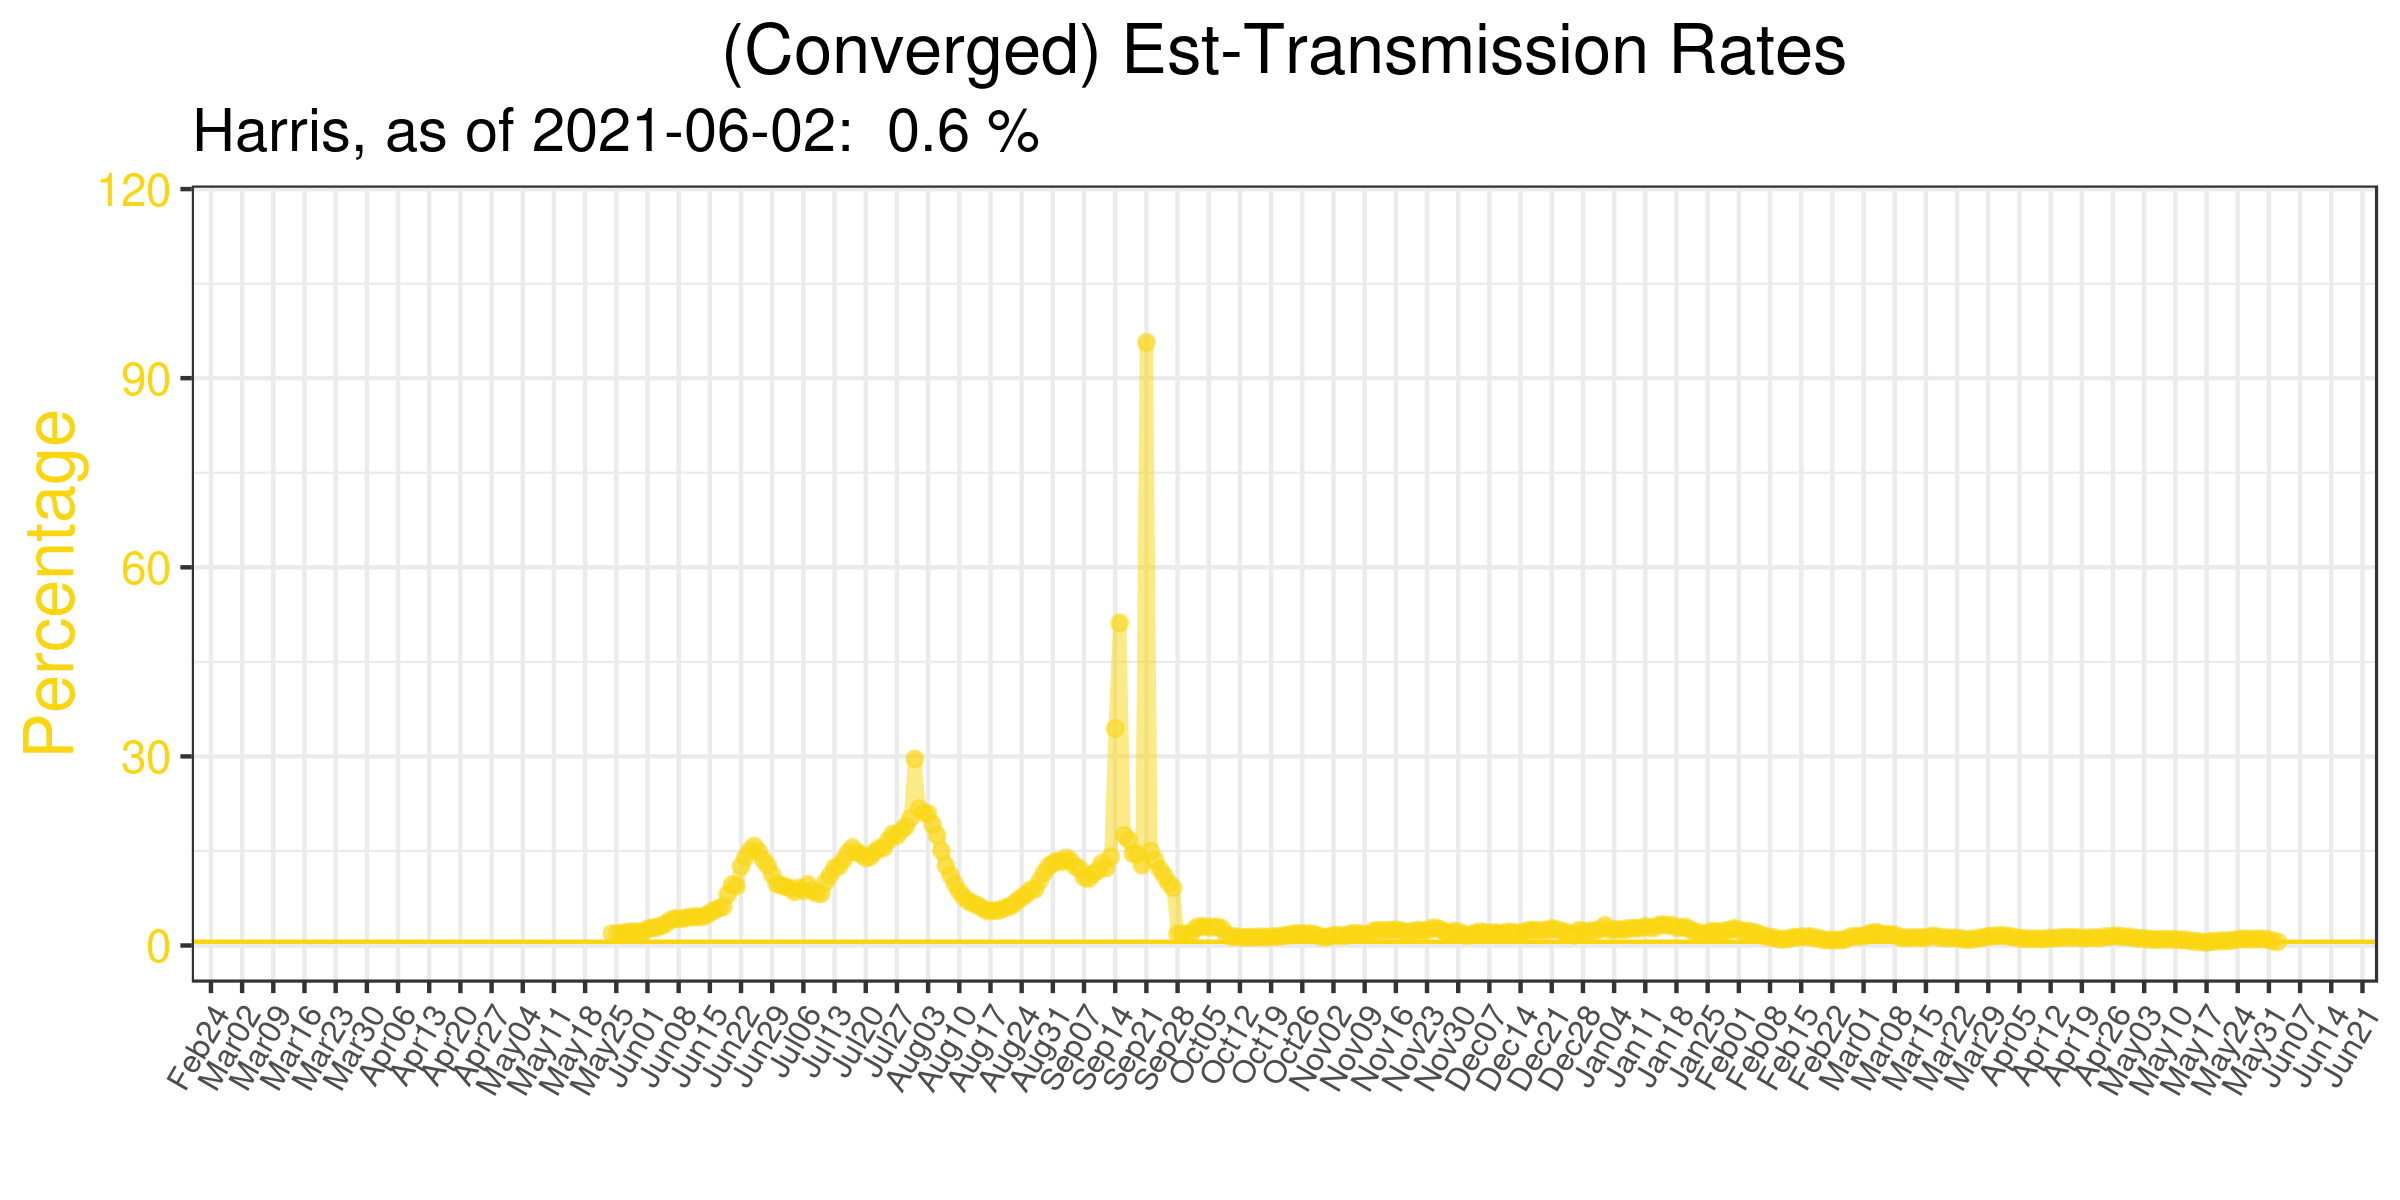 (Converged) Est-Transmission Rates
Harris, as of 2021-06-02:  0.6 %
Percentage
120
90
60
30
0
Feb24
Mar02
Mar09
Mar16
Mar23
Mar30
Apr06
Apr13
Apr20
Apr27
May04
May11
May18
May25
Jun01
Jun08
Jun15
Jun22
Jun29
Jul06
Jul13
Jul20
Jul27
Aug03
Aug10
Aug17
Aug24
Aug31
Sep07
Sep14
Sep21
Sep28
Oct05
Oct12
Oct19
Oct26
Nov02
Nov09
Nov16
Nov23
Nov30
Dec07
Dec14
Dec21
Dec28
Jan04
Jan11
Jan18
Jan25
Feb01
Feb08
Feb15
Feb22
Mar01
Mar08
Mar15
Mar22
Mar29
Apr05
Apr12
Apr19
Apr26
May03
May10
May17
May24
May31
Jun07
Jun14
Jun21